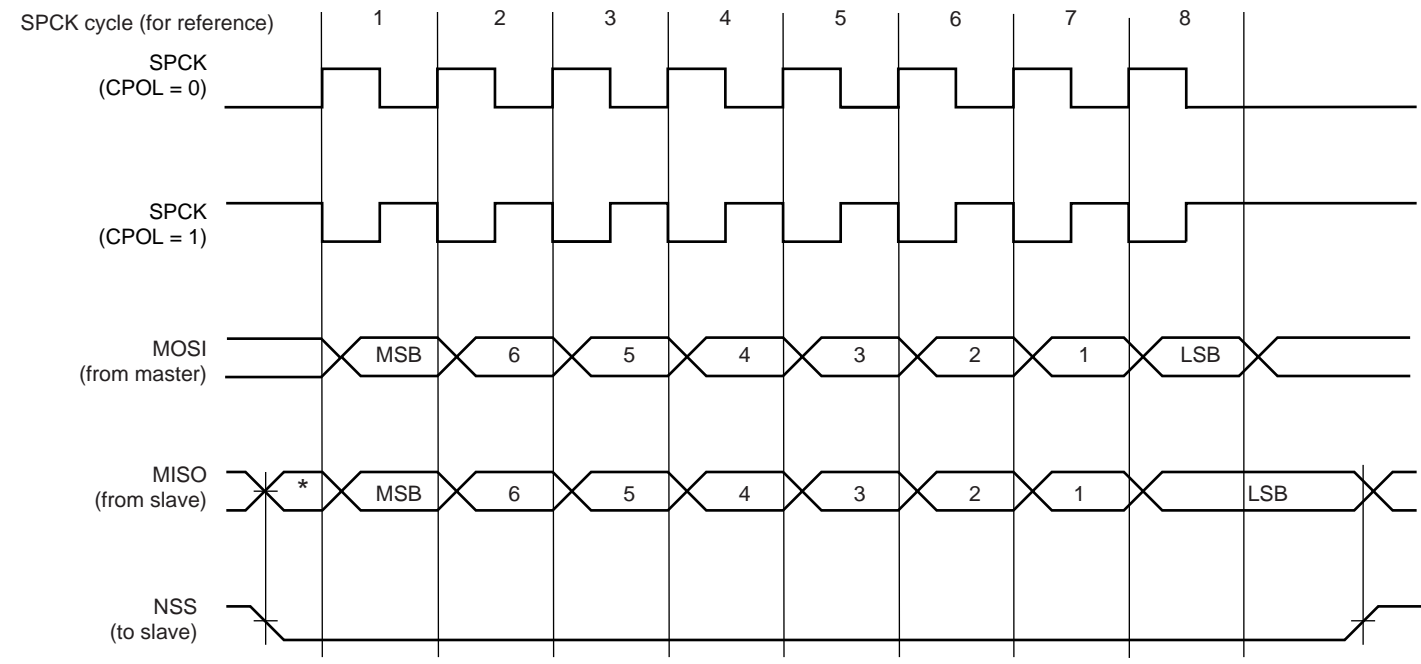 SPCK cycle (for reference)
1 2 3 4 5 6 7 8
SPCK
(CPOL = 0)
SPCK
(CPOL = 1)
MOSI
(from master)
MSB 6 5 4 3 2 1 LSB
MISO
(from slave)
* MSB 6 5 4 3 2 1 LSB
NSS
(to slave)